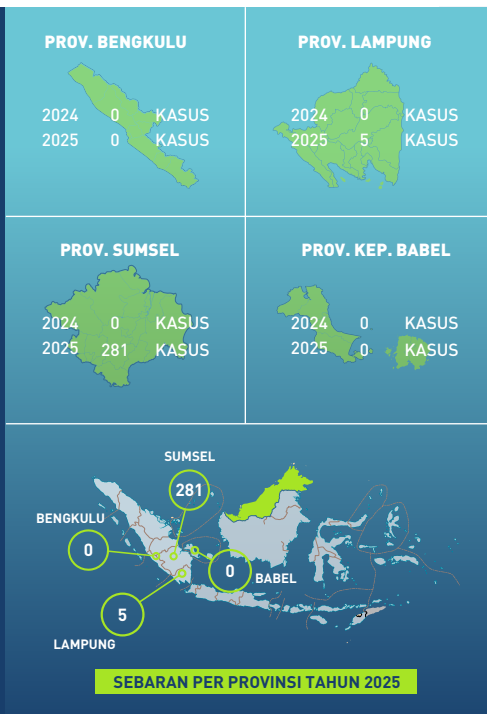 PROV. BENGKULU
2024 0 KASUS
2025 0 KASUS
PROV. LAMPUNG
2024 0 KASUS
2025 5 KASUS
PROV. SUMSEL
2024 0 KASUS
2025 281 KASUS
PROV. KEP. BABEL
2024 0 KASUS
2025 0 KASUS
SUMSEL
281
BENGKULU
0
0
BABEL
5
LAMPUNG
SEBARAN PER PROVINSI TAHUN 2025